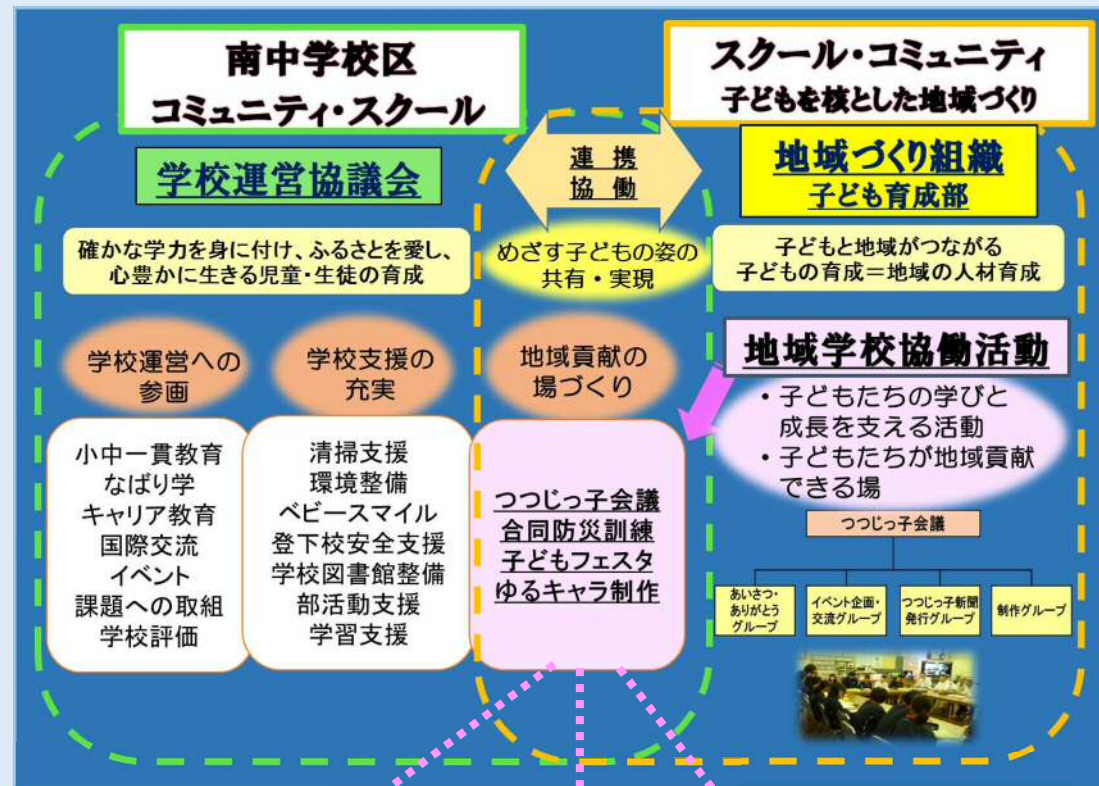 南中学校区
コミュニティ・スクール
スクール・コミュニティ
子どもを核とした地域づくり
学校運営協議会
連携
協働
地域づくり組織
子ども育成部
確かな学力を身に付け、ふるさとを愛し、
心豊かに生きる児童・生徒の育成
めざす子どもの姿の
共有・実現
子どもと地域がつながる
子どもの育成＝地域の人材育成
学校運営への
参画
学校支援の
充実
地域貢献の
場づくり
地域学校協働活動
・子どもたちの学びと
成長を支える活動
・子どもたちが地域貢献
できる場
小中一貫教育
なばり学
キャリア教育
国際交流
イベント
課題への取組
学校評価
清掃支援
環境整備
ベビースマイル
登下校安全支援
学校図書館整備
部活動支援
学習支援
つつじっ子会議
合同防災訓練
子どもフェスタ
ゆるキャラ制作
つつじっ子会議
あいさつ・
ありがとう
グループ
イベント企画・
交流グループ
つつじっ子新聞
発行グループ
制作グループ